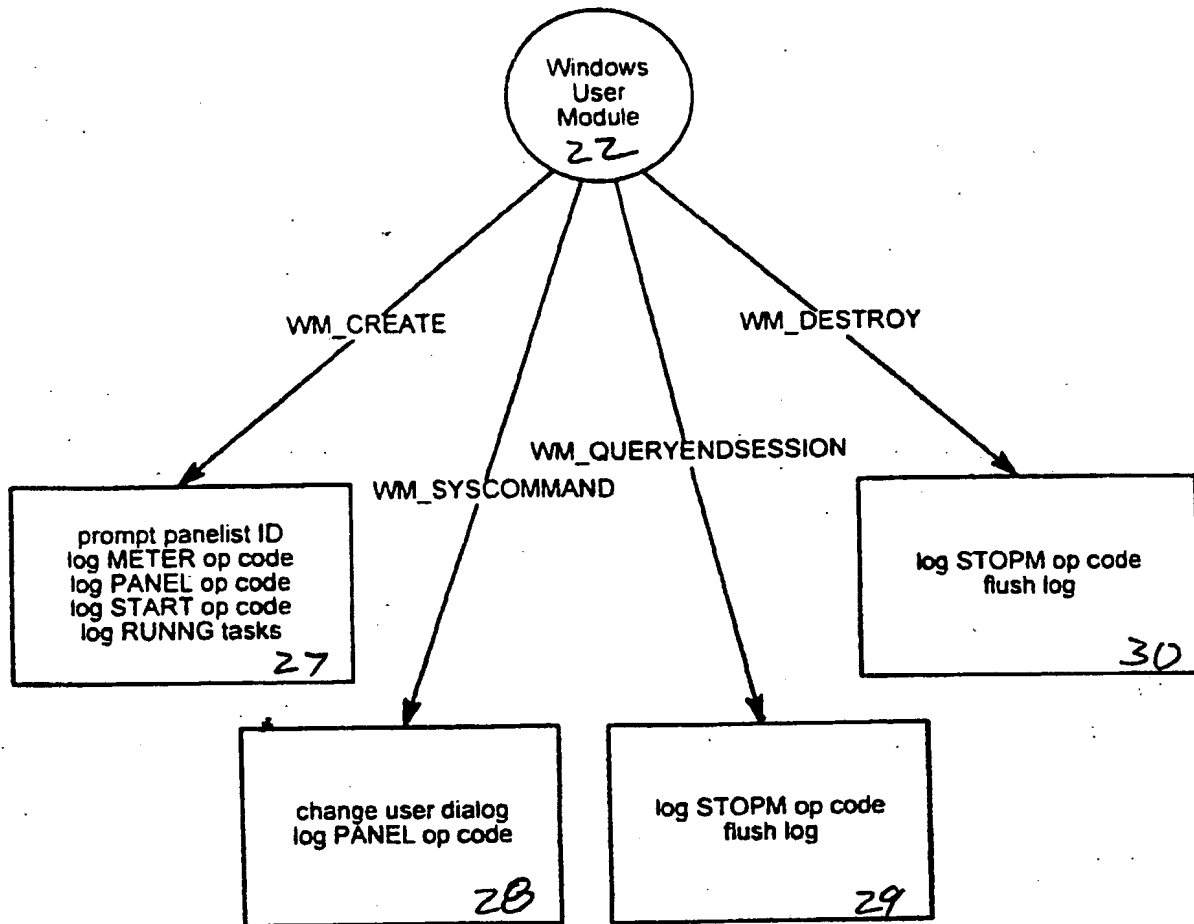 Windows
User
Module
22
WM_CREATE
WM_DESTROY
WM_QUERYENDSESSION
WM_SYSCOMMAND
prompt panelist ID
log METER op code
log PANEL op code
log START op code
log RUNNG tasks
27
log STOPM op code
flush log
30
change user dialog
log PANEL op code
28
log STOPM op code
flush log
29